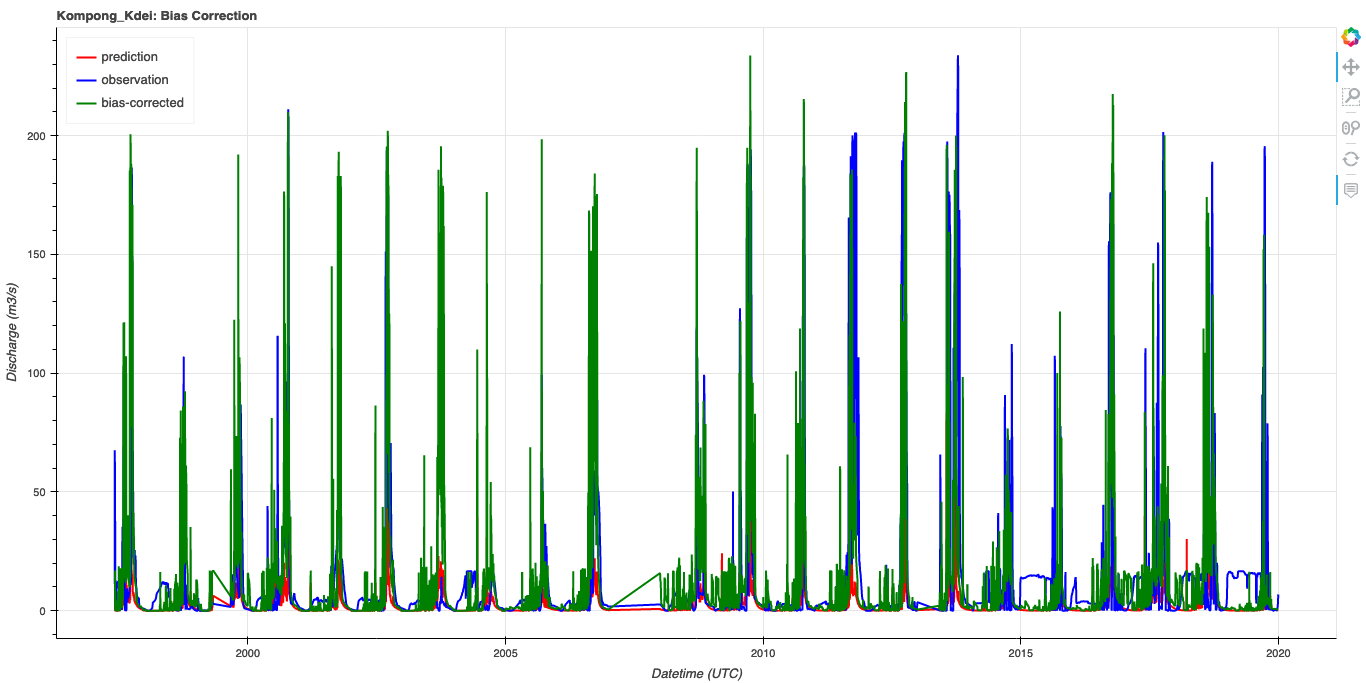 Kompong_Kdei: Bias Correction
prediction
observation
bias-corrected
200
150
100
50
0
Discharge (m3/s)
2000
2005
2010
2015
2020
Datetime (UTC)